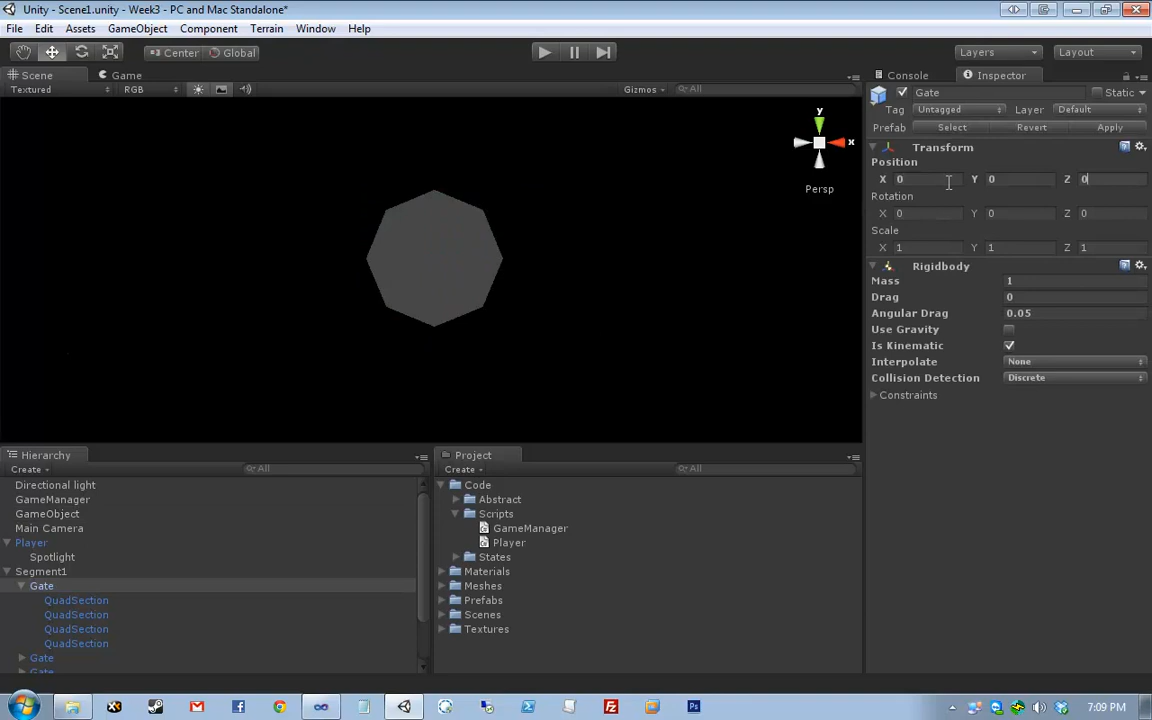 Unity - Scene1.unity - Week3 - PC and Mac Standalone*
File Edit Assets GameObject Component Terrain Window Help
Center Global Layers Layout
Scene Game Console Inspector
Textured RGB Gizmos All
Gate Static
Tag Untagged Layer Default
Prefab Select Revert Apply
Transform
Position
X 0 Y 0 Z 0
Rotation
X 0 Y 0 Z 0
Scale
X 1 Y 1 Z 1
Rigidbody
Mass 1
Drag 0
Angular Drag 0.05
Use Gravity
Is Kinematic
Interpolate None
Collision Detection Discrete
Constraints
y
x
Persp
Hierarchy
Create All
Directional light
GameManager
GameObject
Main Camera
Player
Spotlight
Segment1
Gate
QuadSection
QuadSection
QuadSection
QuadSection
Gate
Project
Create All
Code
Abstract
Scripts
GameManager
Player
States
Materials
Meshes
Prefabs
Scenes
Textures
Ps
7:09 PM